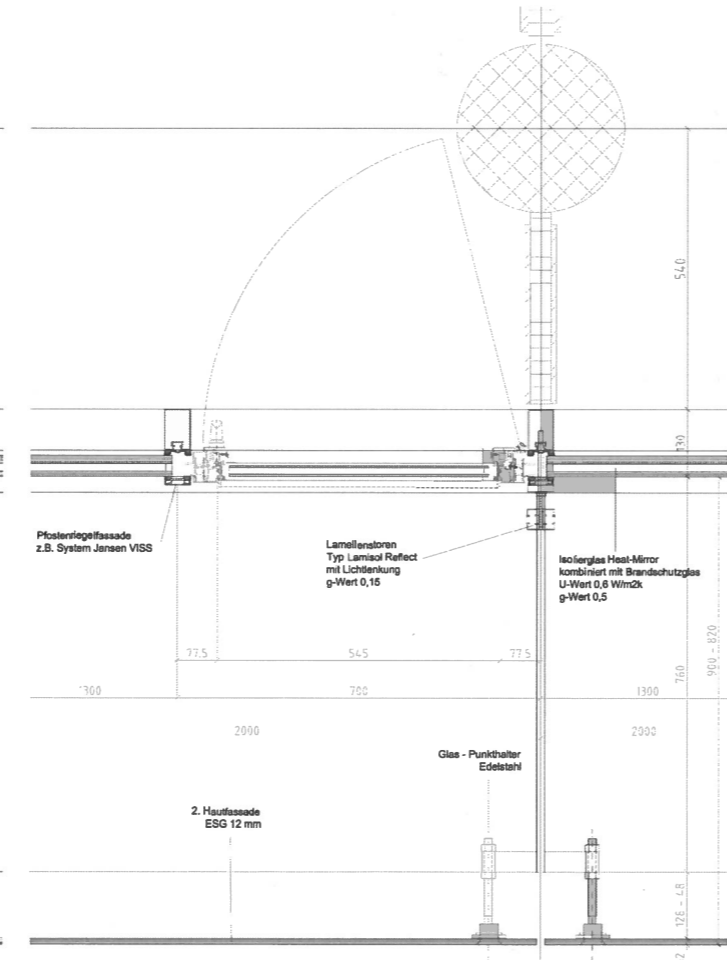 540
130
Pfostenriegelfassade
z.B. System Jansen VISS
Lamellenstoren
Typ Lamisol Reflect
mit Lichtlenkung
g-Wert 0,15
Isolierglas Heat-Mirror
kombiniert mit Brandschutzglas
U-Wert 0,6 W/m2k
g-Wert 0,5
77.5
545
77.5
760
900 - 820
1300
700
1300
2000
2000
Glas - Punkthalter
Edelstahl
2. Hautfassade
ESG 12 mm
128 - 48